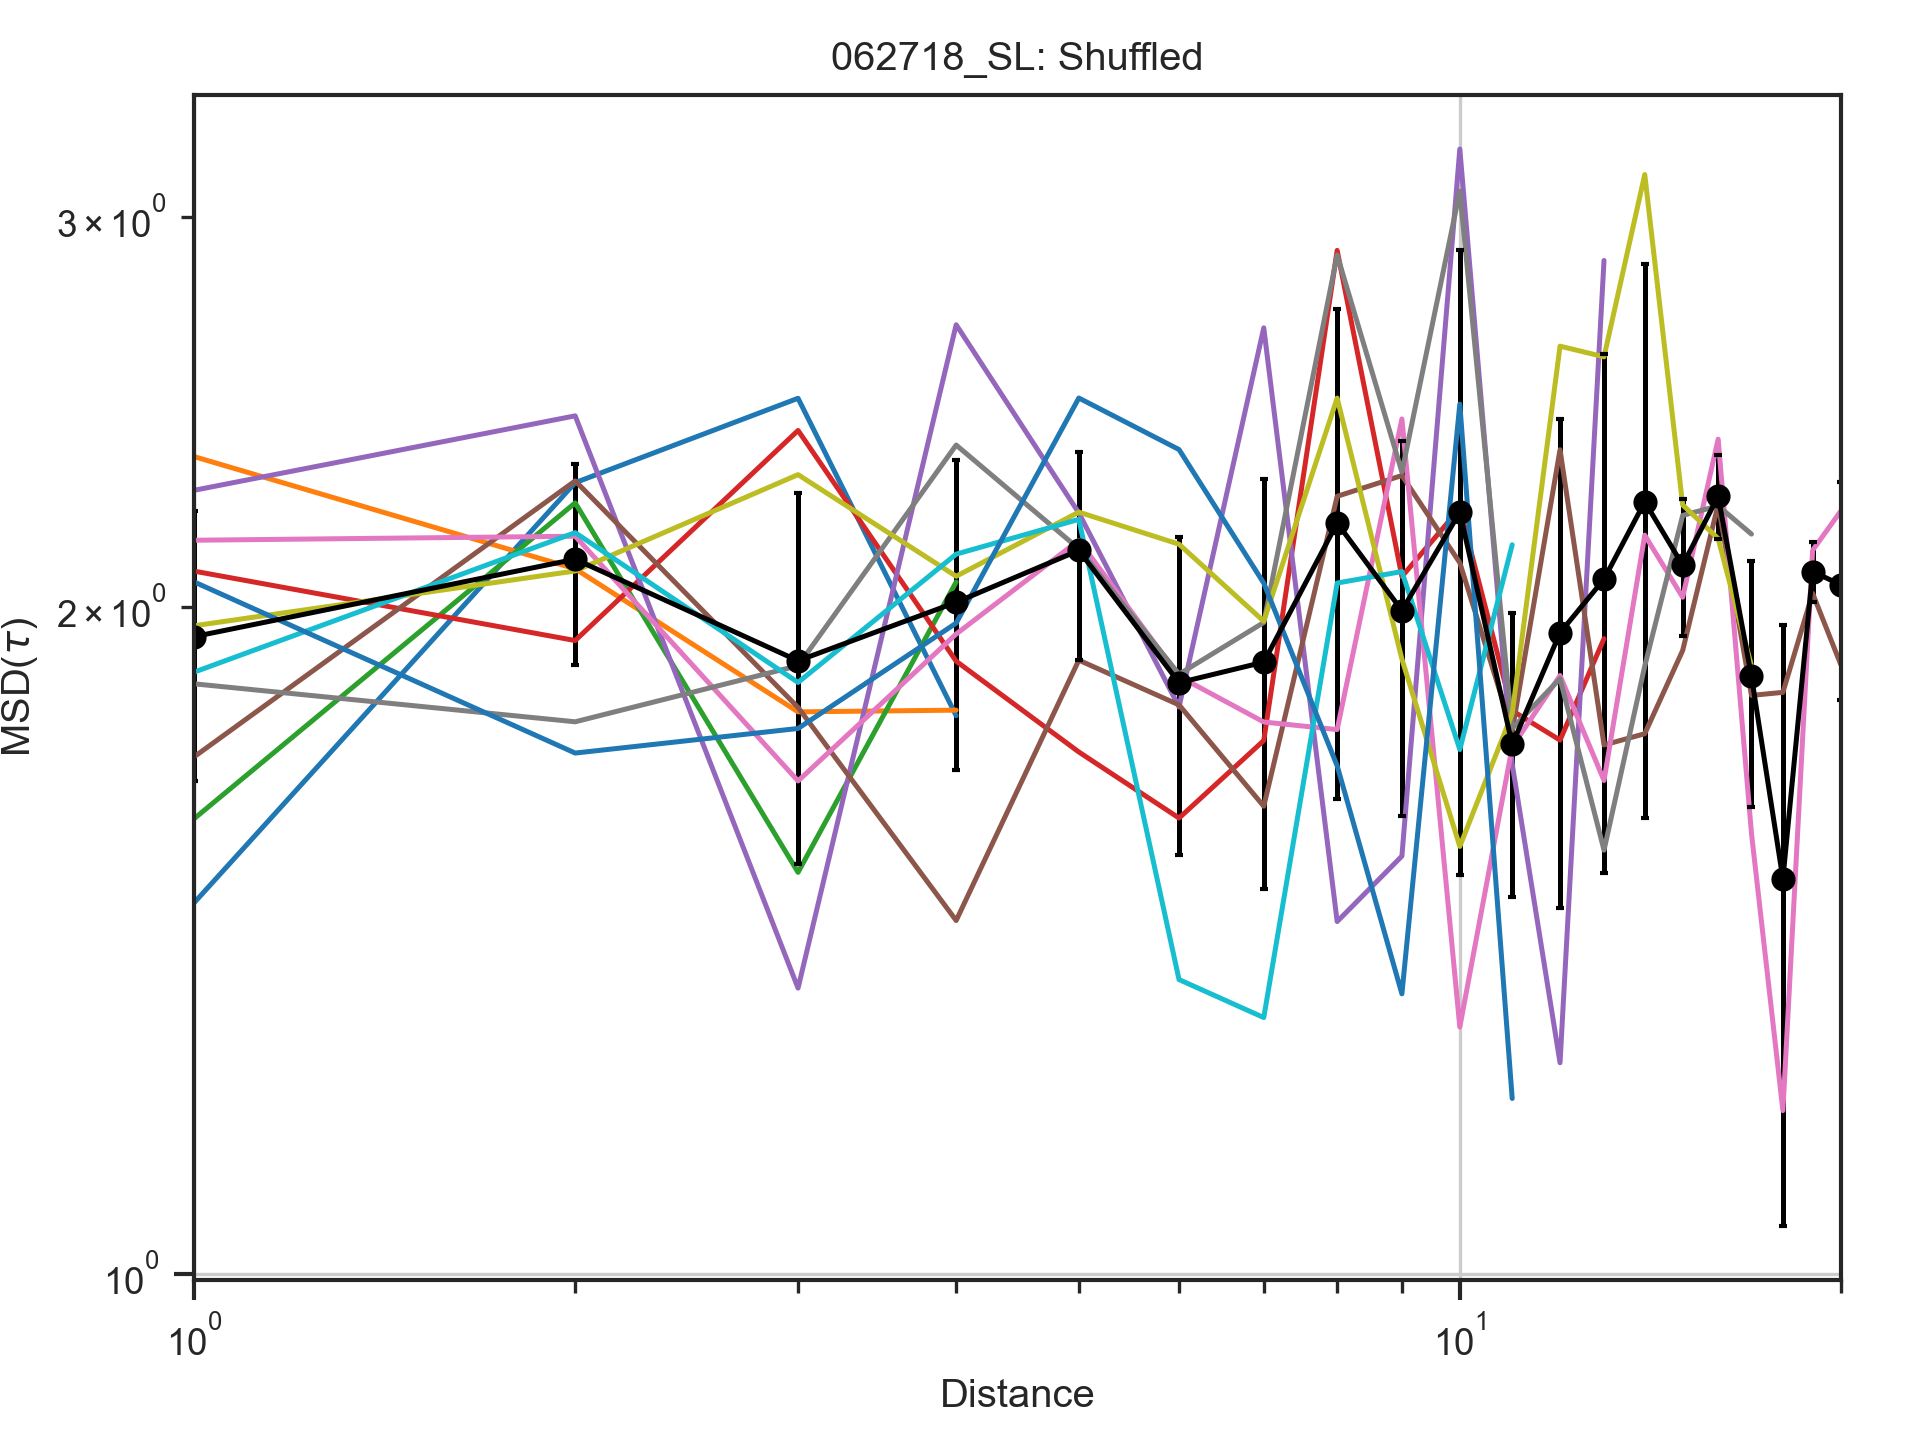 062718_SL: Shuffled
3 × 10⁰
2 × 10⁰
10⁰
MSD(τ)
10⁰ 10¹
Distance